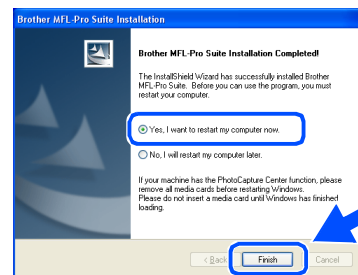 Brother MFL-Pro Suite Installation
Brother MFL-Pro Suite Installation Completed!
The InstallShield Wizard has successfully installed Brother
MFL-Pro Suite. Before you can use the program, you must
restart your computer.
Yes, I want to restart my computer now.
No, I will restart my computer later.
If your machine has the PhotoCapture Center function, please
remove all media cards before restarting Windows.
Please do not insert a media card until Windows has finished
loading.
< Back
Finish
Cancel